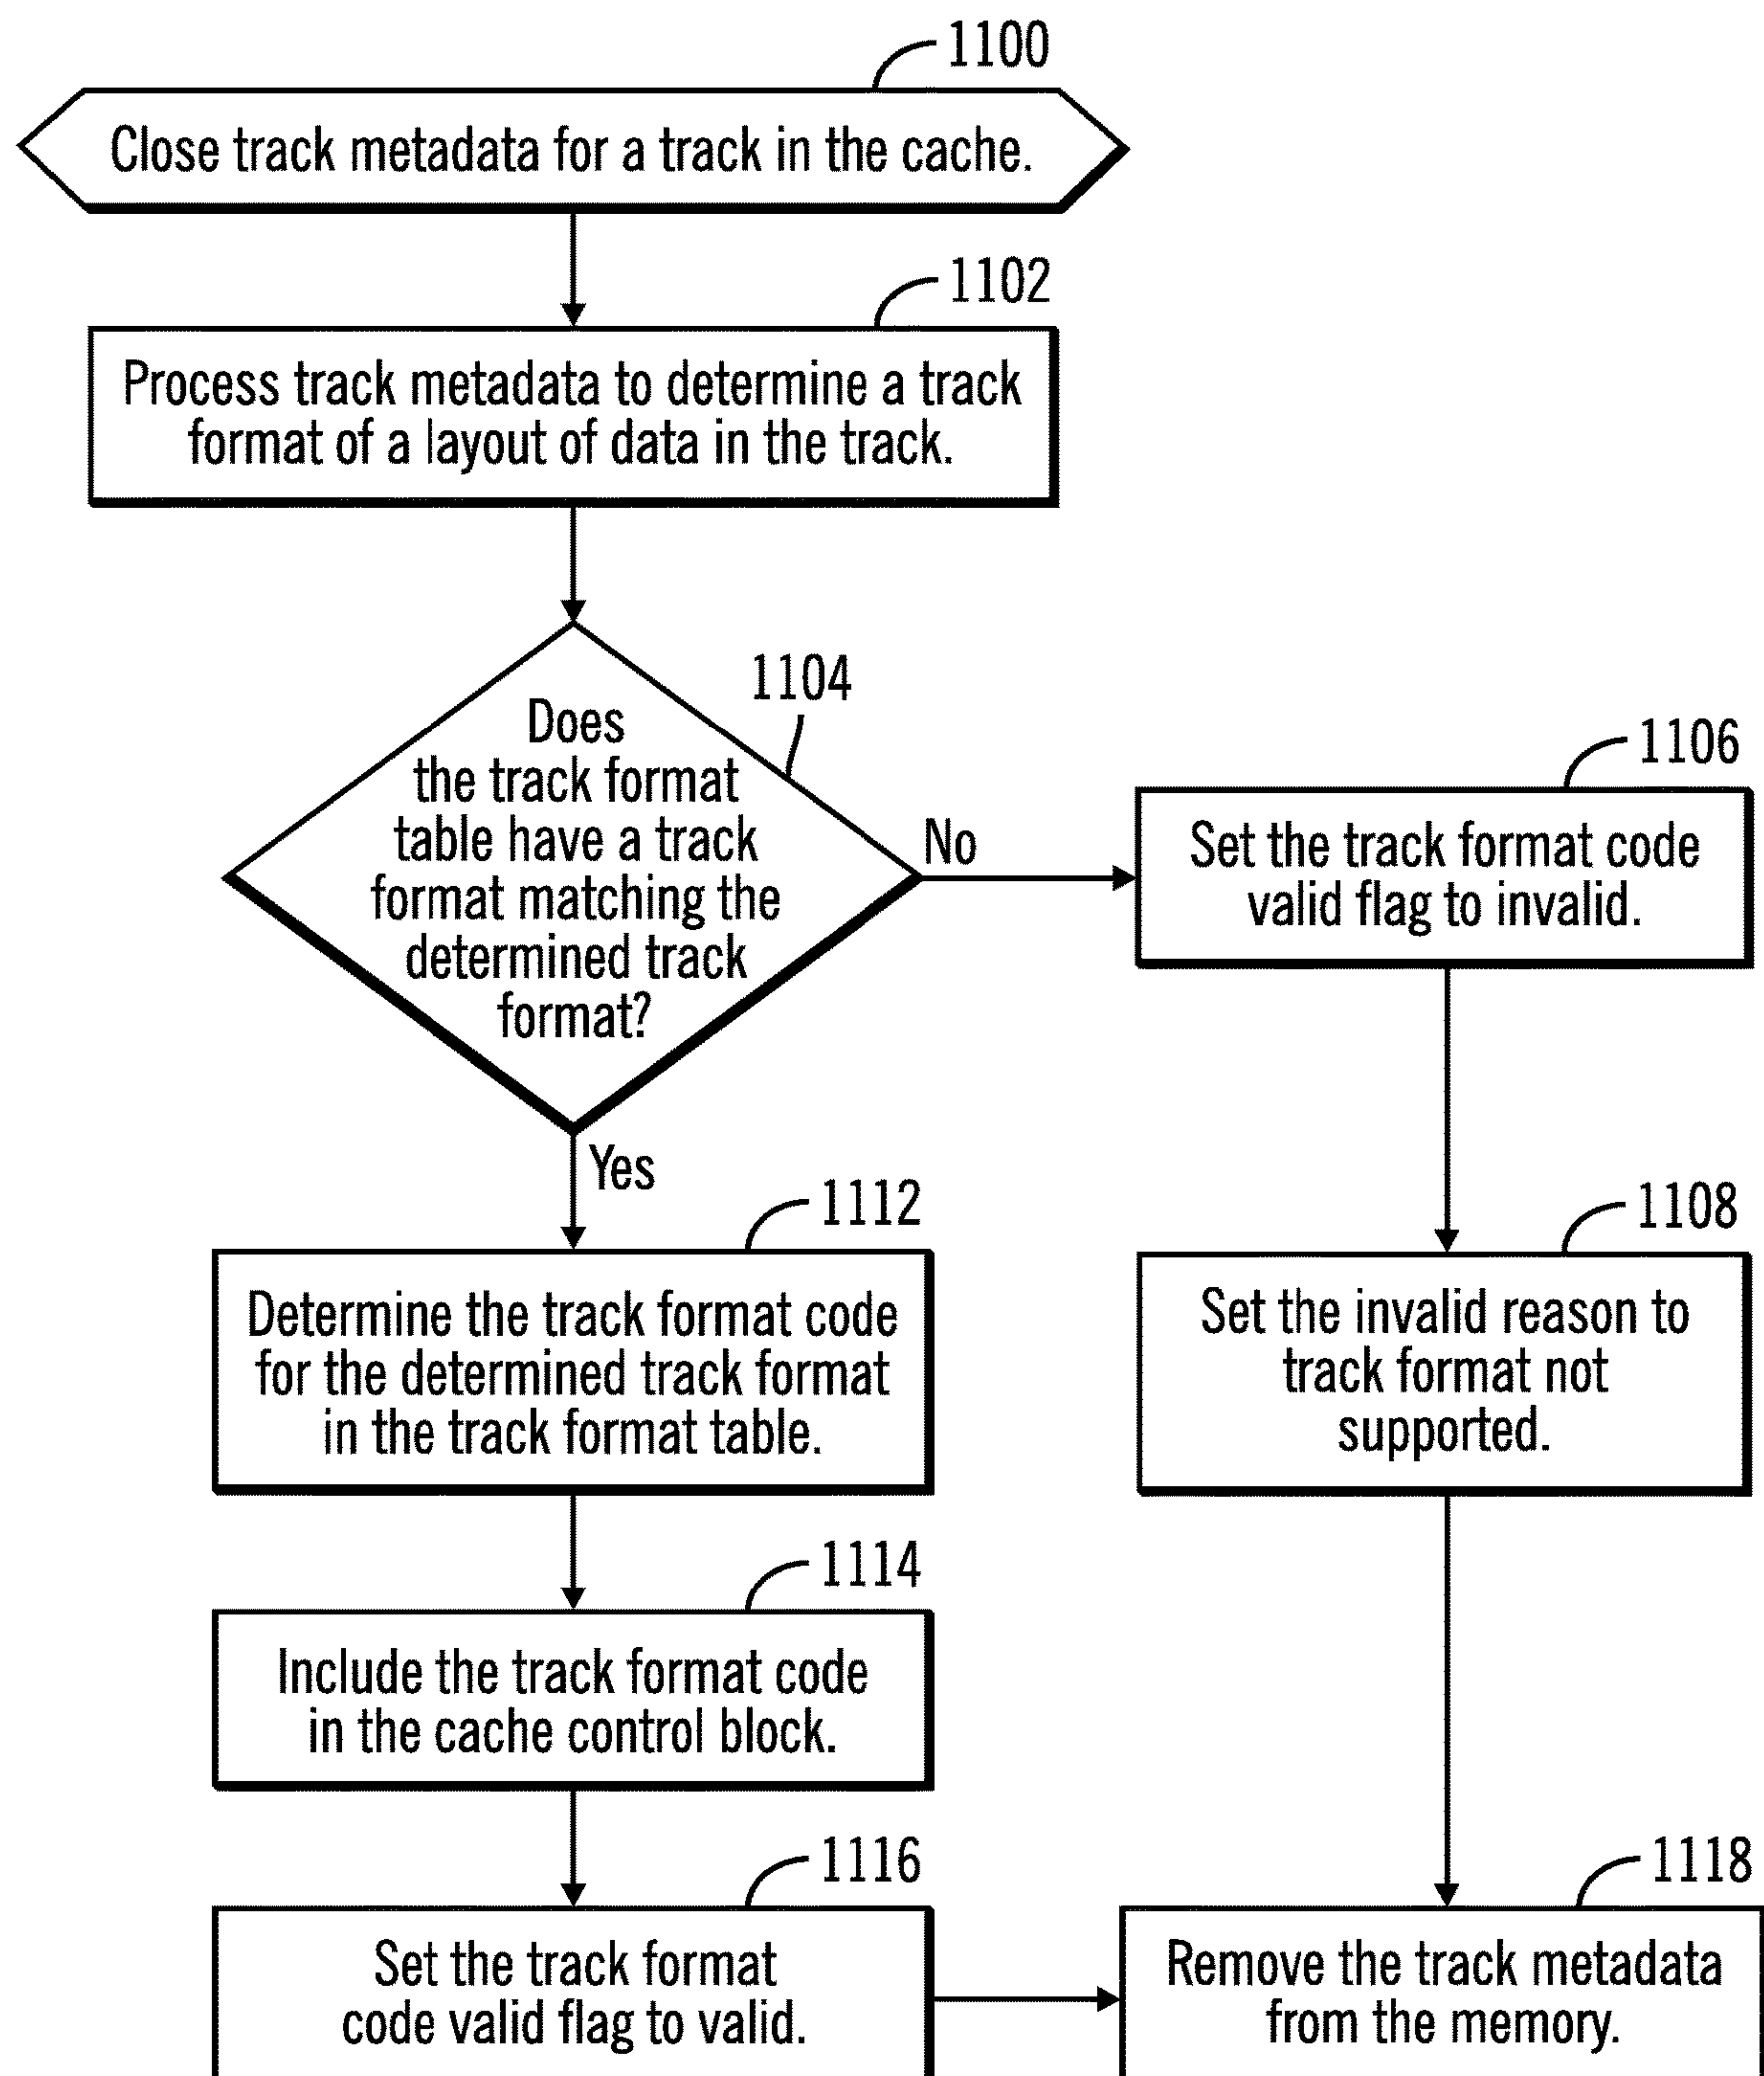 1100
Close track metadata for a track in the cache.
1102
Process track metadata to determine a track
format of a layout of data in the track.
1104
Does
the track format
table have a track
format matching the
determined track
format?
No
1106
Set the track format code
valid flag to invalid.
Yes
1112
Determine the track format code
for the determined track format
in the track format table.
1108
Set the invalid reason to
track format not
supported.
1114
Include the track format code
in the cache control block.
1116
Set the track format
code valid flag to valid.
1118
Remove the track metadata
from the memory.